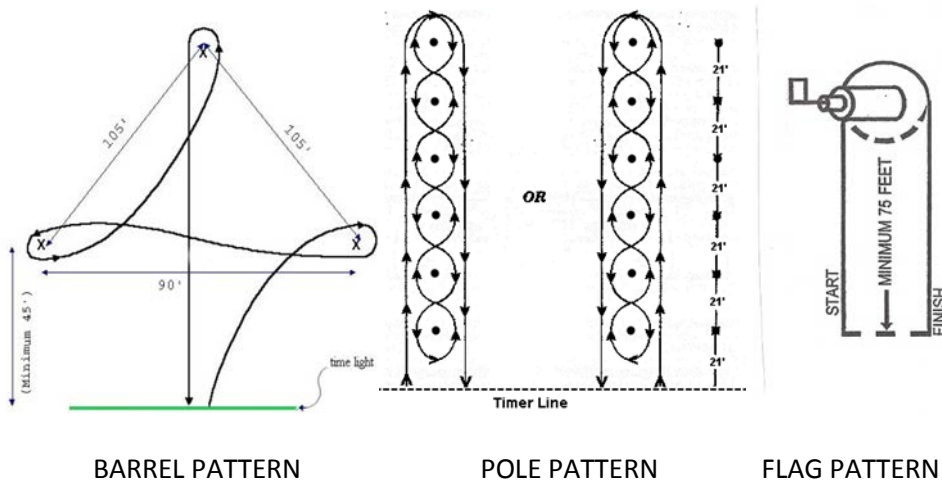 X
105'
105'
X
X
90'
(Minimum 45')
time light
BARREL PATTERN
OR
21'
21'
21'
21'
21'
21'
Timer Line
POLE PATTERN
START
MINIMUM 75 FEET
FINISH
FLAG PATTERN